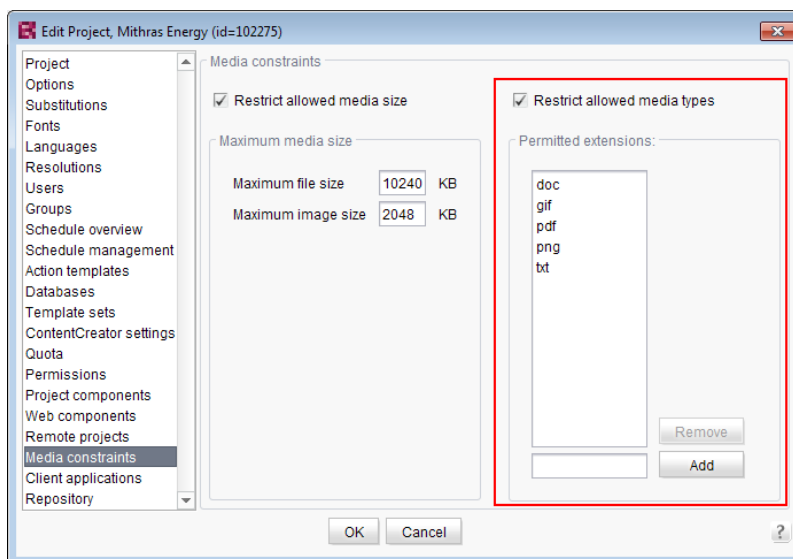 Edit Project, Mithras Energy (id=102275)
Project
Options
Substitutions
Fonts
Languages
Resolutions
Users
Groups
Schedule overview
Schedule management
Action templates
Databases
Template sets
ContentCreator settings
Quota
Permissions
Project components
Web components
Remote projects
Media constraints
Client applications
Repository
Media constraints
Restrict allowed media size
Maximum media size
Maximum file size 10240 KB
Maximum image size 2048 KB
Restrict allowed media types
Permitted extensions:
doc
gif
pdf
png
txt
Remove
Add
OK Cancel ?